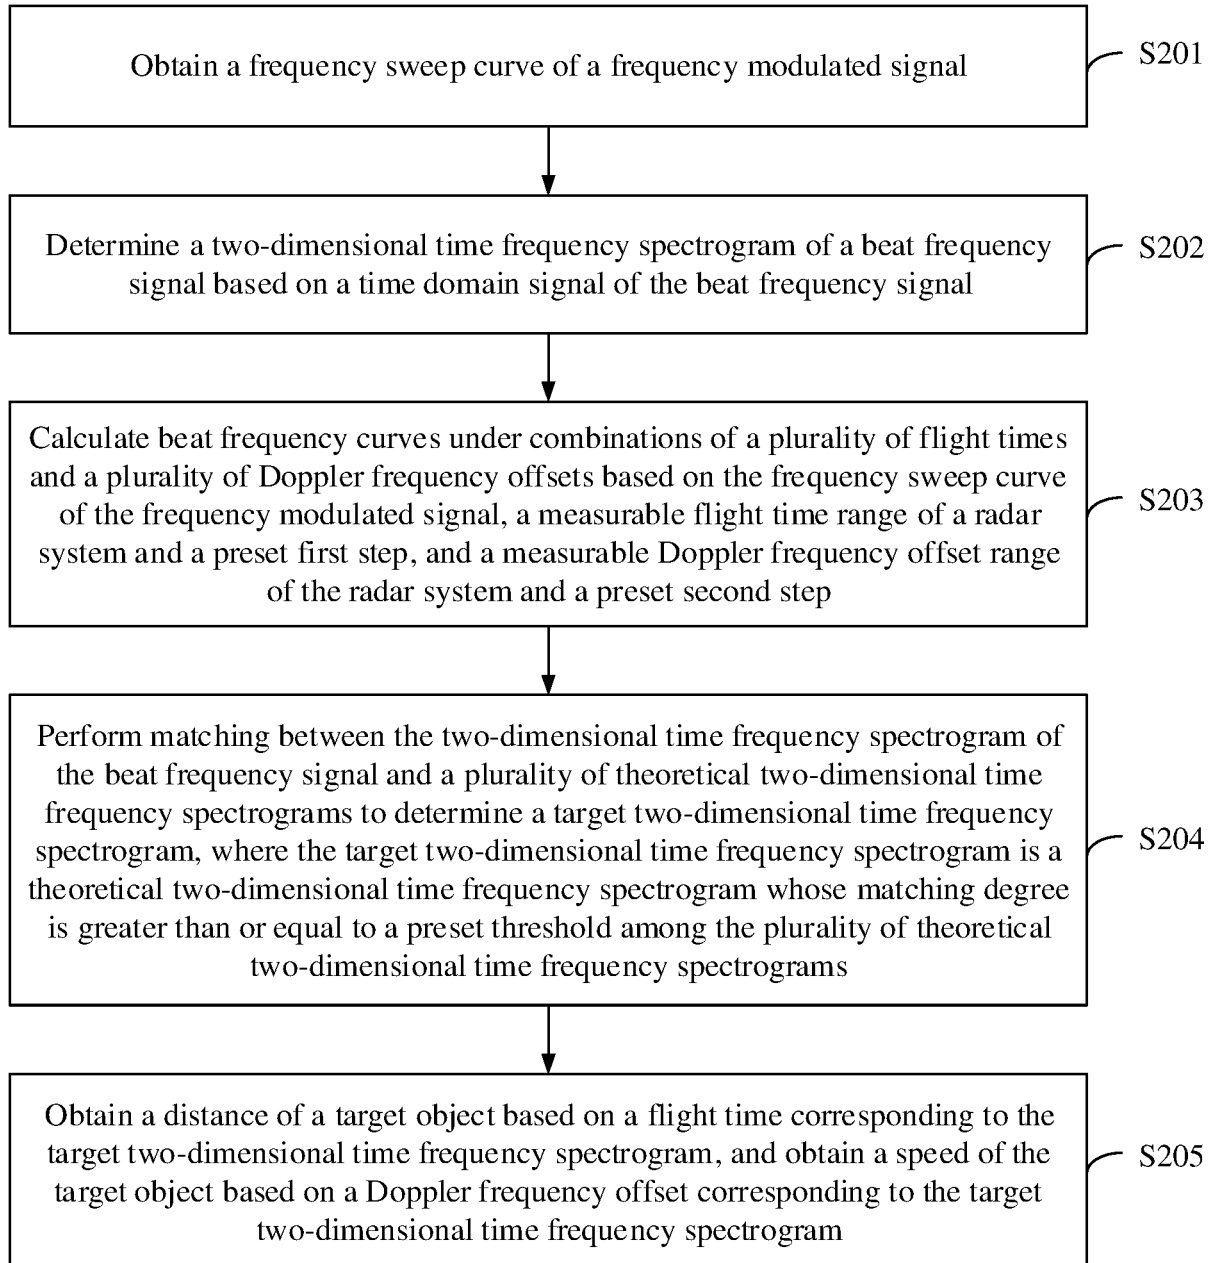 Obtain a frequency sweep curve of a frequency modulated signal
S201
Determine a two-dimensional time frequency spectrogram of a beat frequency
signal based on a time domain signal of the beat frequency signal
S202
Calculate beat frequency curves under combinations of a plurality of flight times
and a plurality of Doppler frequency offsets based on the frequency sweep curve
of the frequency modulated signal, a measurable flight time range of a radar
system and a preset first step, and a measurable Doppler frequency offset range
of the radar system and a preset second step
S203
Perform matching between the two-dimensional time frequency spectrogram of
the beat frequency signal and a plurality of theoretical two-dimensional time
frequency spectrograms to determine a target two-dimensional time frequency
spectrogram, where the target two-dimensional time frequency spectrogram is a
theoretical two-dimensional time frequency spectrogram whose matching degree
is greater than or equal to a preset threshold among the plurality of theoretical
two-dimensional time frequency spectrograms
S204
Obtain a distance of a target object based on a flight time corresponding to the
target two-dimensional time frequency spectrogram, and obtain a speed of the
target object based on a Doppler frequency offset corresponding to the target
two-dimensional time frequency spectrogram
S205